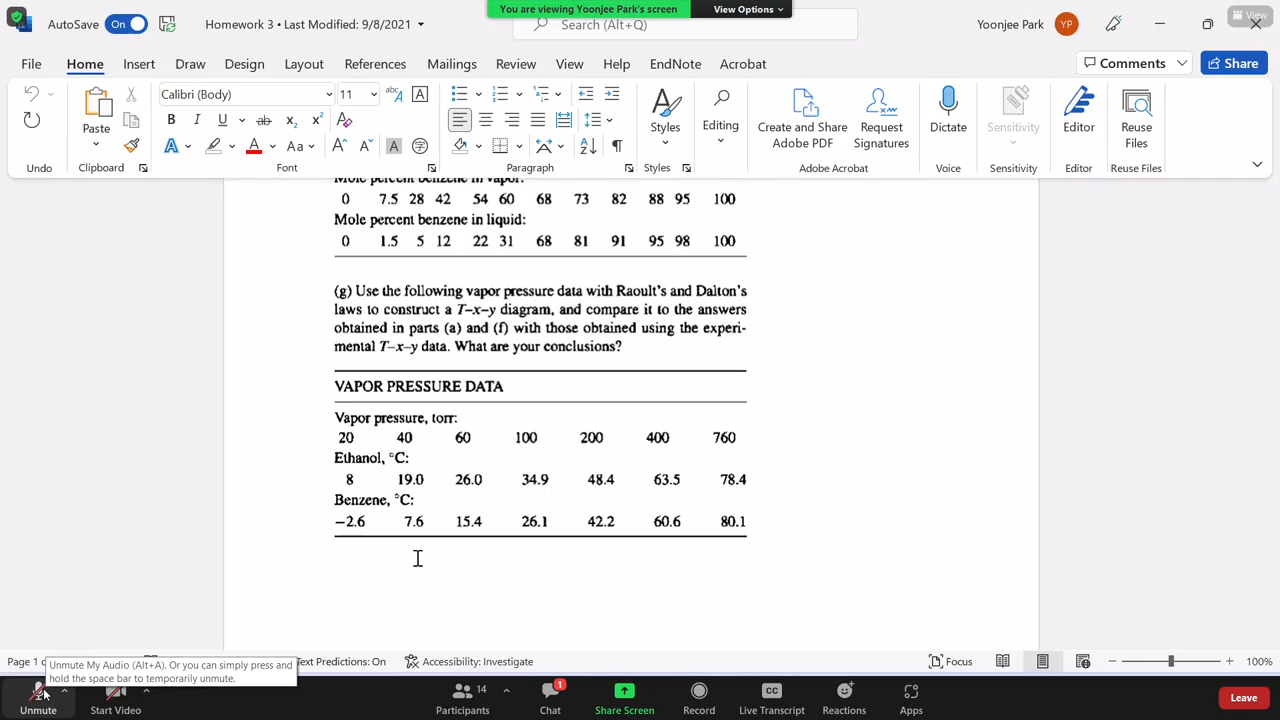 You are viewing Yoonjee Park's screen
View Options
View
AutoSave
On
Homework 3 • Last Modified: 9/8/2021
Search (Alt+Q)
Yoonjee Park
YP
File
Home
Insert
Draw
Design
Layout
References
Mailings
Review
View
Help
EndNote
Acrobat
Comments
Share
Calibri (Body)
11
Paste
Styles
Editing
Create and Share
Adobe PDF
Request
Signatures
Dictate
Sensitivity
Editor
Reuse
Files
Undo
Clipboard
Font
Paragraph
Styles
Adobe Acrobat
Voice
Sensitivity
Editor
Reuse Files
Mole percent benzene in vapor:
0 7.5 28 42 54 60 68 73 82 88 95 100
Mole percent benzene in liquid:
0 1.5 5 12 22 31 68 81 91 95 98 100
(g) Use the following vapor pressure data with Raoult's and Dalton's
laws to construct a T–x–y diagram, and compare it to the answers
obtained in parts (a) and (f) with those obtained using the experi-
mental T–x–y data. What are your conclusions?
VAPOR PRESSURE DATA
Vapor pressure, torr:
20 40 60 100 200 400 760
Ethanol, °C:
8 19.0 26.0 34.9 48.4 63.5 78.4
Benzene, °C:
−2.6 7.6 15.4 26.1 42.2 60.6 80.1
Page 1
Text Predictions: On
Accessibility: Investigate
Focus
100%
Unmute My Audio (Alt+A). Or you can simply press and
hold the space bar to temporarily unmute.
Unmute
Start Video
Participants
14
Chat
1
Share Screen
Record
CC
Live Transcript
Reactions
Apps
Leave